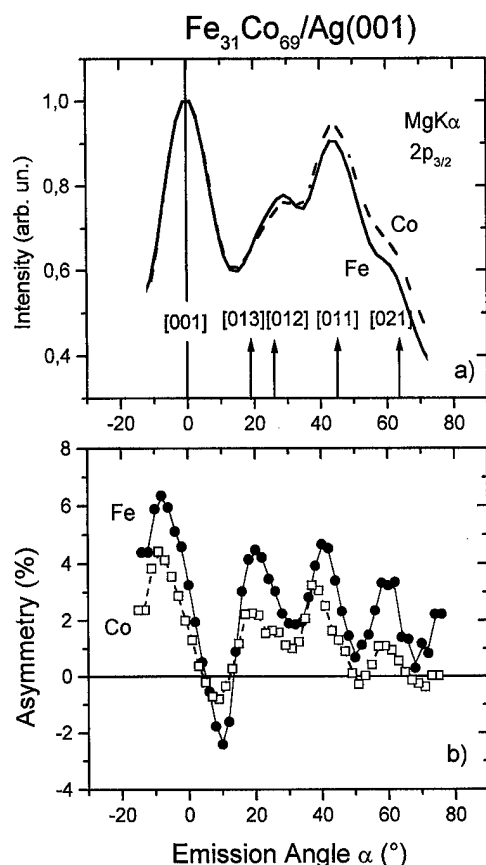 Fe31Co69/Ag(001)
a)
1,0
0,8
0,6
0,4
Intensity (arb. un.)
MgKα
2p3/2
Co
Fe
[001]
[013]
[012]
[011]
[021]
-20
0
20
40
60
80
8
6
4
2
0
-2
-4
Asymmetry (%)
Fe
Co
b)
-20
0
20
40
60
80
Emission Angle α (°)